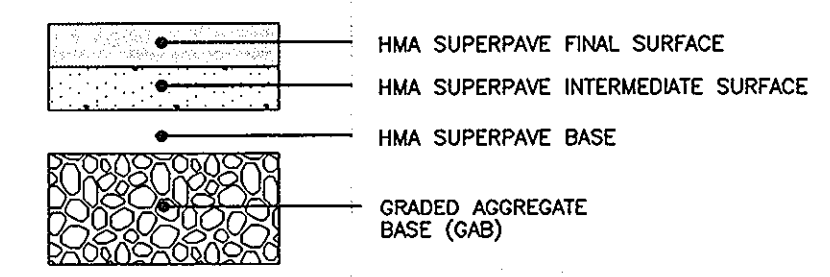 HMA SUPERPAVE FINAL SURFACE
HMA SUPERPAVE INTERMEDIATE SURFACE
HMA SUPERPAVE BASE
GRADED AGGREGATE
BASE (GAB)